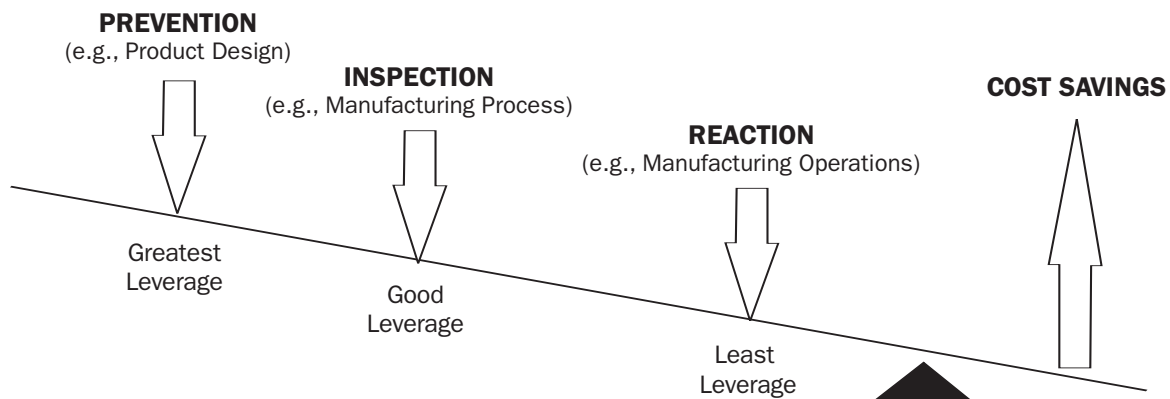 PREVENTION
(e.g., Product Design)
INSPECTION
(e.g., Manufacturing Process)
COST SAVINGS
REACTION
(e.g., Manufacturing Operations)
Greatest
Leverage
Good
Leverage
Least
Leverage